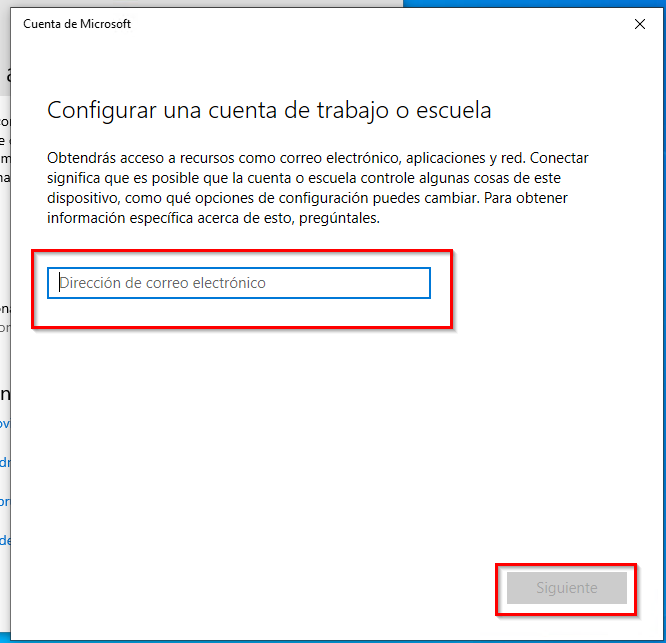 Cuenta de Microsoft
Configurar una cuenta de trabajo o escuela
Obtendrás acceso a recursos como correo electrónico, aplicaciones y red. Conectar
significa que es posible que la cuenta o escuela controle algunas cosas de este
dispositivo, como qué opciones de configuración puedes cambiar. Para obtener
información específica acerca de esto, pregúntales.
Dirección de correo electrónico
Siguiente